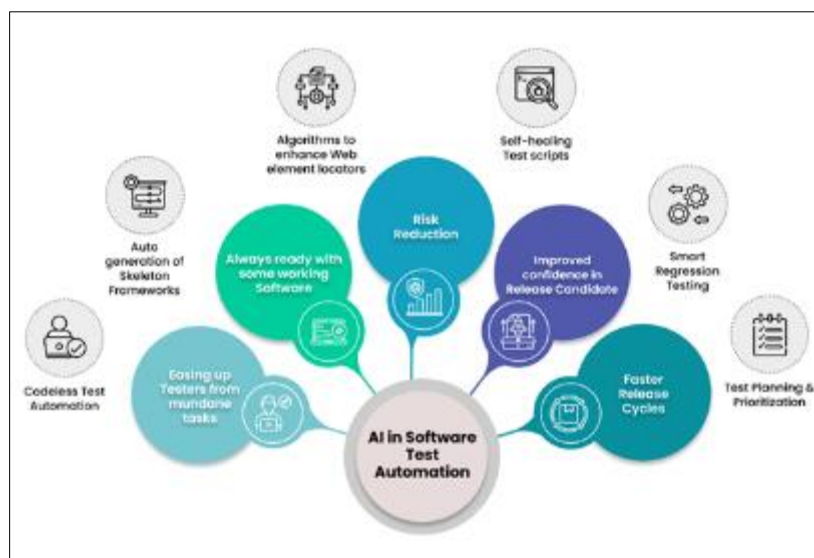 Algorithms to
enhance Web
element locators
Self-healing
Test scripts
Auto
generation of
Skeleton
Frameworks
Always ready with
some working
Software
Risk
Reduction
Improved
confidence in
Release Candidate
Smart
Regression
Testing
Codeless Test
Automation
Easing up
Testers from
mundane
tasks
Faster
Release
Cycles
Test Planning &
Prioritization
AI in Software
Test
Automation